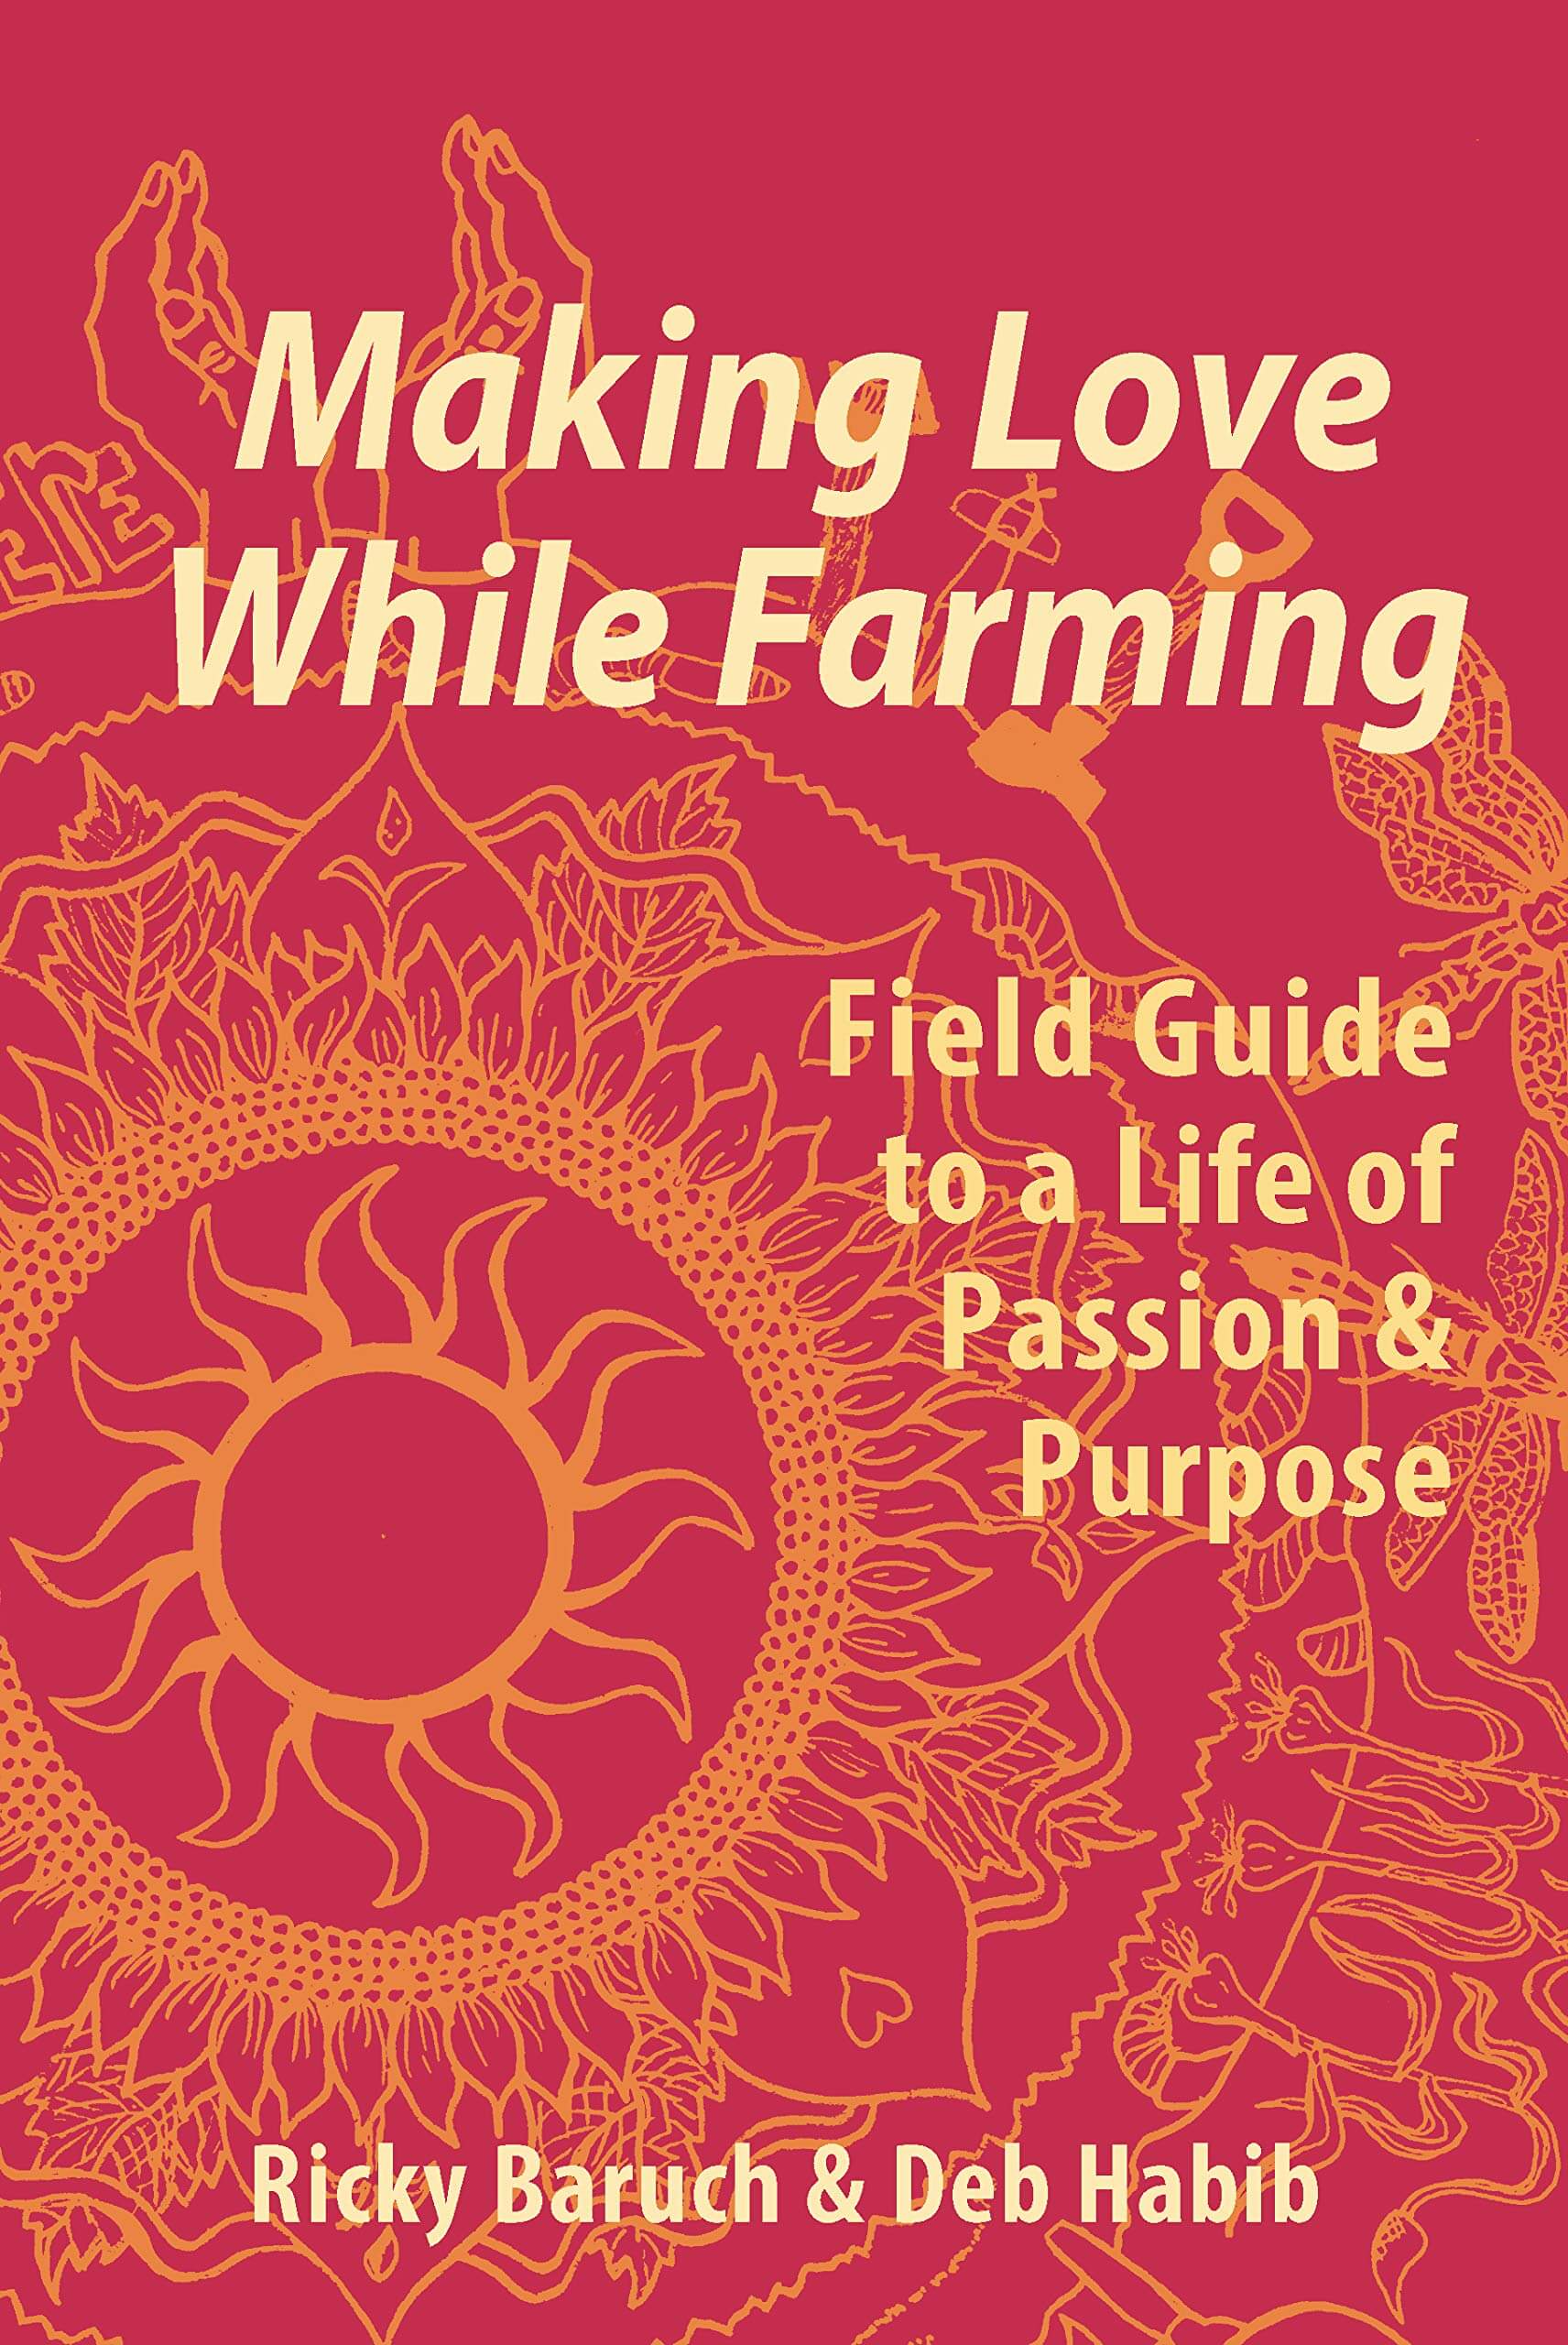 Making Love
While Farming
Field Guide
to a Life of
Passion &
Purpose
Ricky Baruch & Deb Habib